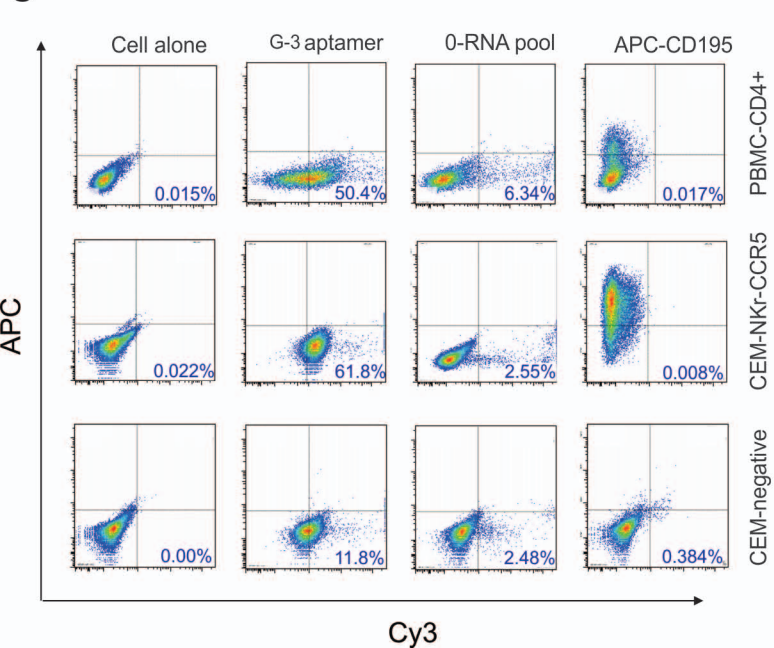 Cell alone G-3 aptamer 0-RNA pool APC-CD195
0.015% 50.4% 6.34% 0.017% PBMC-CD4+
0.022% 61.8% 2.55% 0.008% CEM-NKr-CCR5
0.00% 11.8% 2.48% 0.384% CEM-negative
APC
Cy3